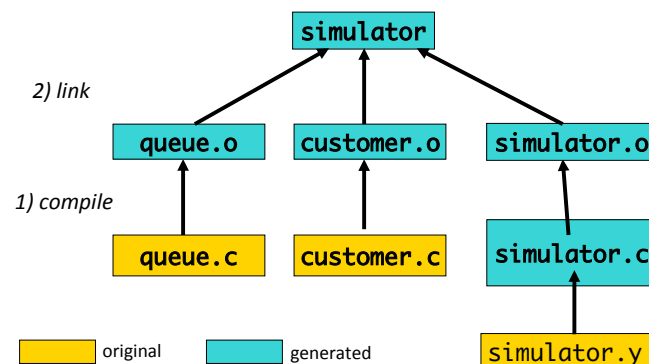 simulator
2) link
queue.o
customer.o
simulator.o
1) compile
queue.c
customer.c
simulator.c
original
generated
simulator.y